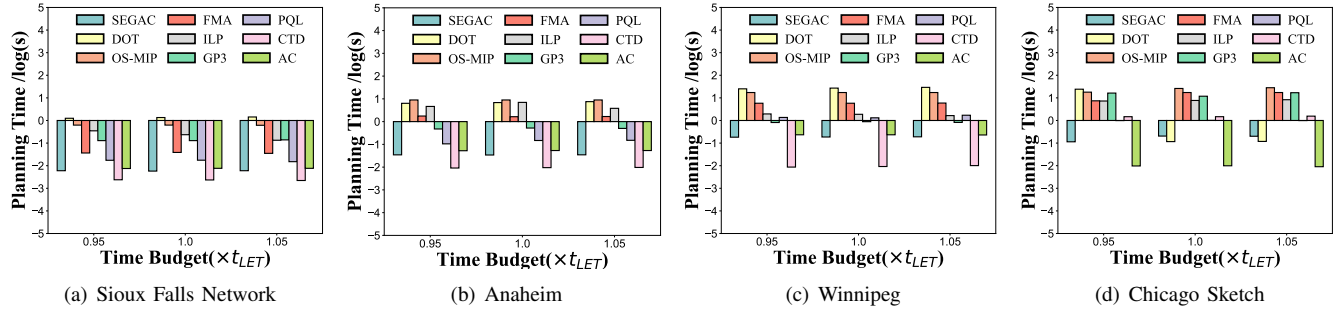 Planning Time /log(s)
5
4
3
2
1
0
−1
−2
−3
−4
−5
SEGAC FMA PQL
DOT ILP CTD
OS-MIP GP3 AC
0.95 1.0 1.05
Time Budget(×t_LET)
(a) Sioux Falls Network
Planning Time /log(s)
5
4
3
2
1
0
−1
−2
−3
−4
−5
SEGAC FMA PQL
DOT ILP CTD
OS-MIP GP3 AC
0.95 1.0 1.05
Time Budget(×t_LET)
(b) Anaheim
Planning Time /log(s)
5
4
3
2
1
0
−1
−2
−3
−4
−5
SEGAC FMA PQL
DOT ILP CTD
OS-MIP GP3 AC
0.95 1.0 1.05
Time Budget(×t_LET)
(c) Winnipeg
Planning Time /log(s)
5
4
3
2
1
0
−1
−2
−3
−4
−5
SEGAC FMA PQL
DOT ILP CTD
OS-MIP GP3 AC
0.95 1.0 1.05
Time Budget(×t_LET)
(d) Chicago Sketch